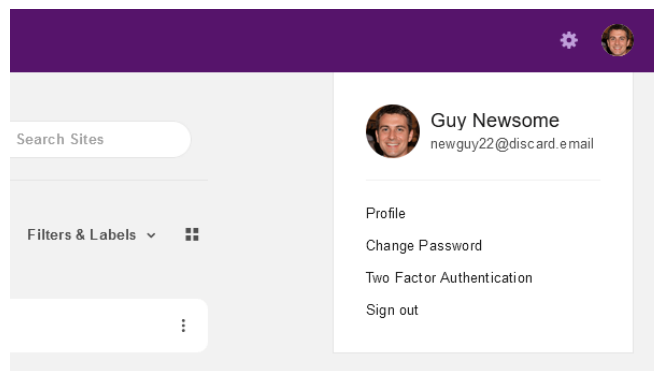 Search Sites
Filters & Labels
Guy Newsome
newguy22@discard.email
Profile
Change Password
Two Factor Authentication
Sign out